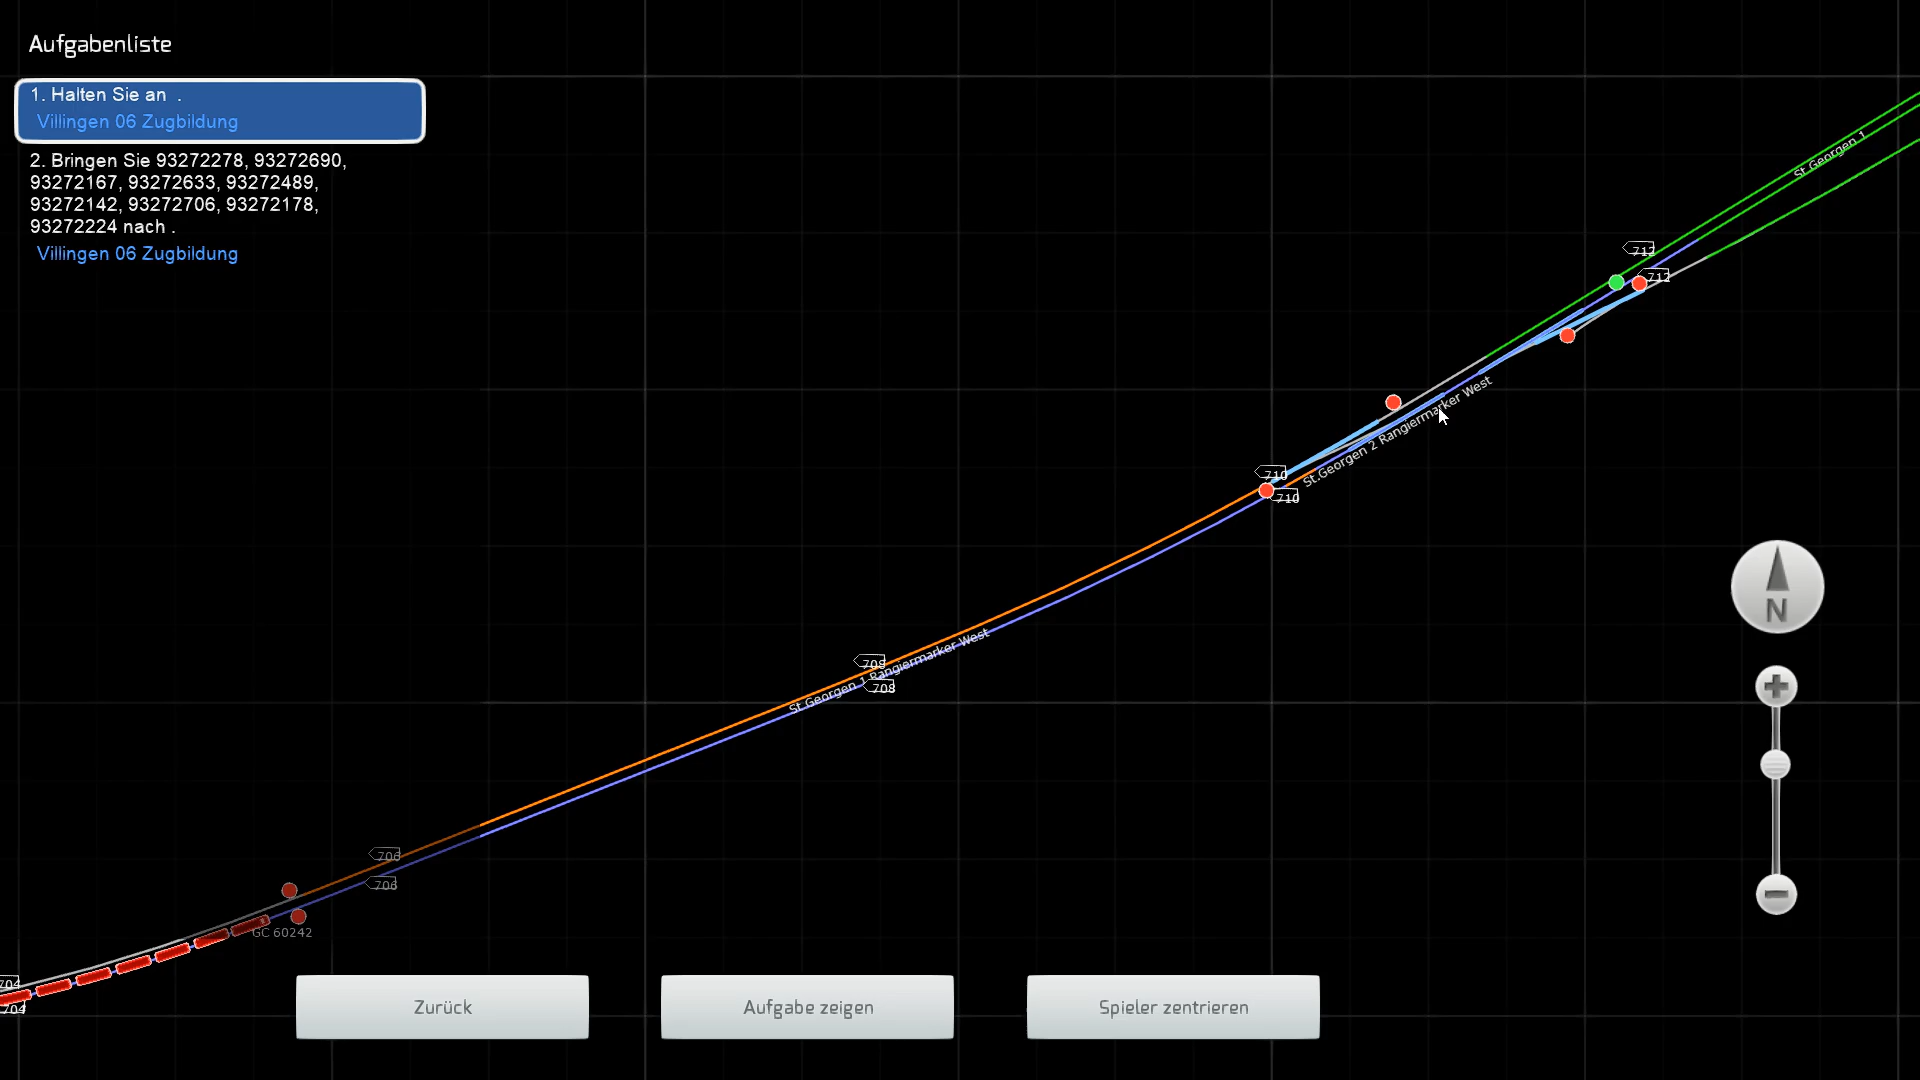 Aufgabenliste
1. Halten Sie an .
Villingen 06 Zugbildung
2. Bringen Sie 93272278, 93272690,
93272167, 93272633, 93272489,
93272142, 93272706, 93272178,
93272224 nach .
Villingen 06 Zugbildung
St.Georgen 1
712
712
St.Georgen 2 Rangiermarker West
710
710
St.Georgen 1 Rangiermarker West
708
708
706
706
GC 60242
704
704
N
Zurück
Aufgabe zeigen
Spieler zentrieren